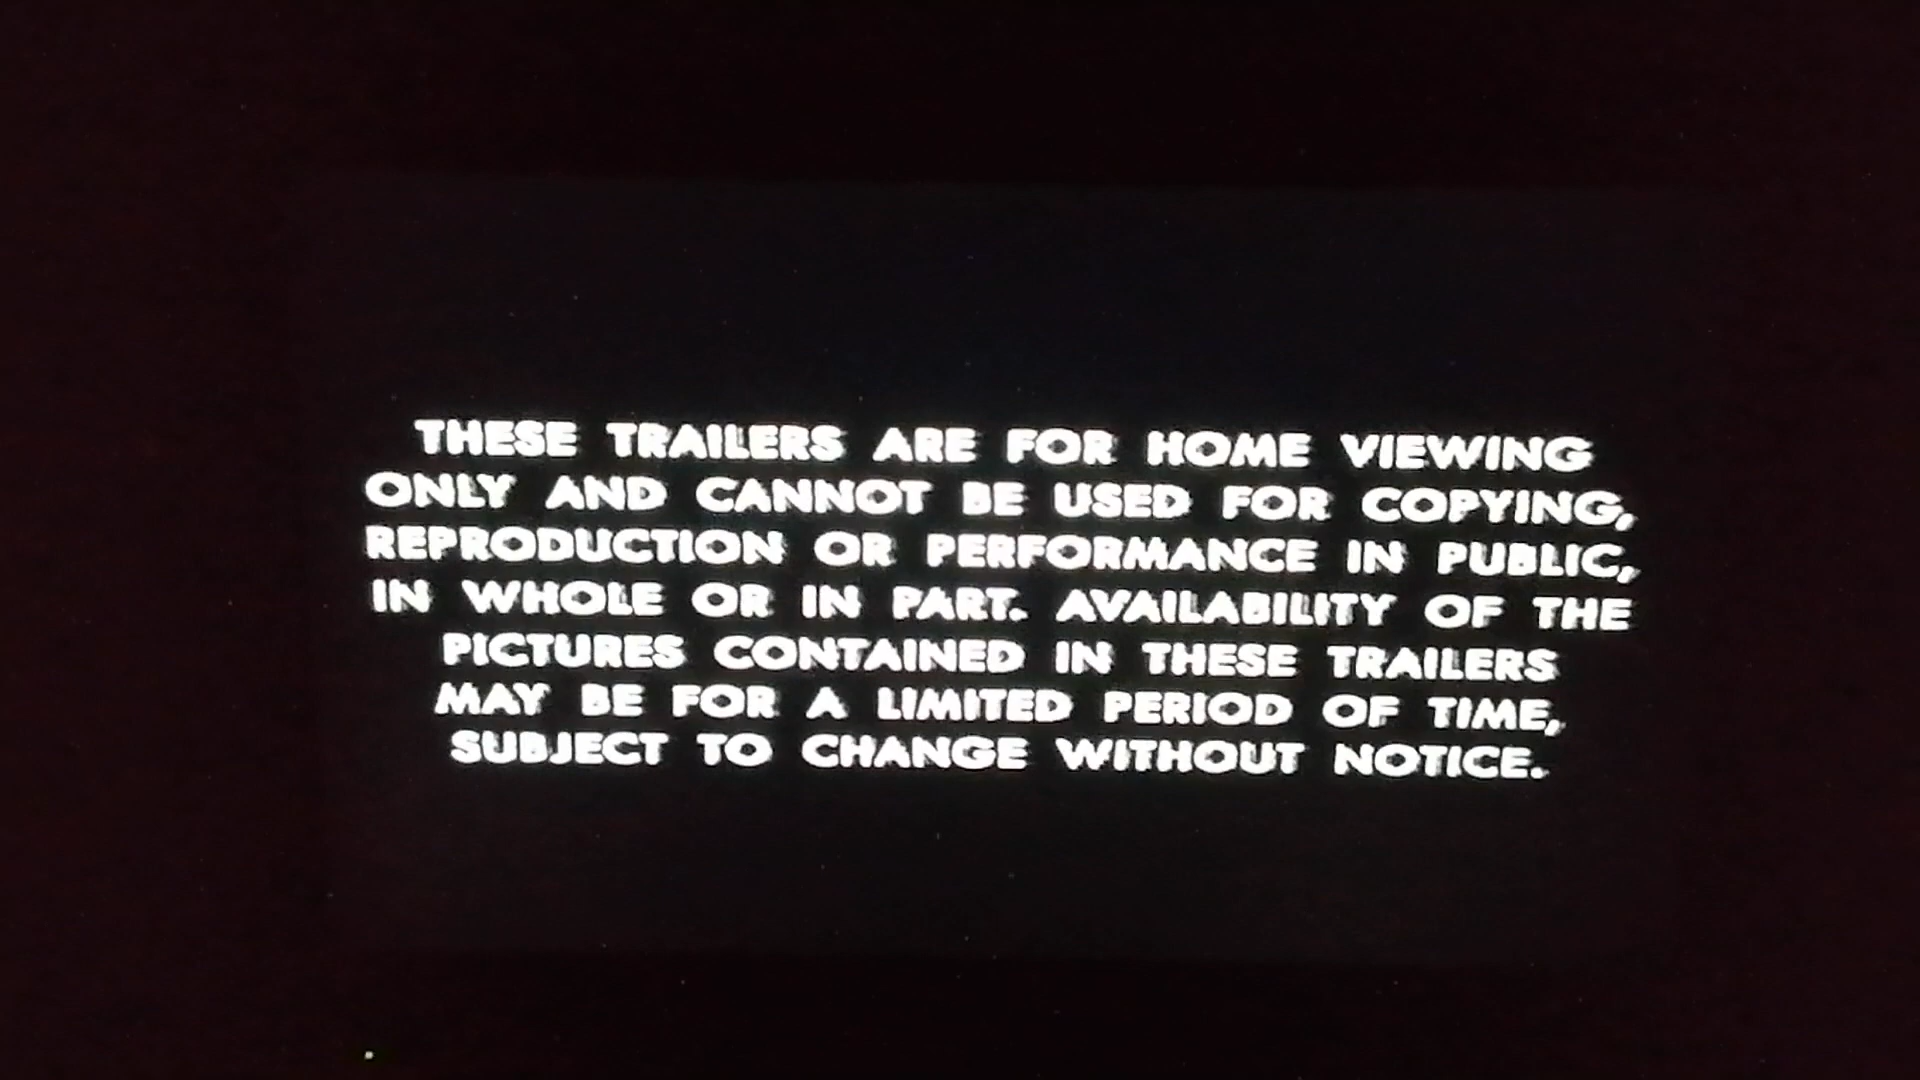 THESE TRAILERS ARE FOR HOME VIEWING
ONLY AND CANNOT BE USED FOR COPYING,
REPRODUCTION OR PERFORMANCE IN PUBLIC,
IN WHOLE OR IN PART. AVAILABILITY OF THE
PICTURES CONTAINED IN THESE TRAILERS
MAY BE FOR A LIMITED PERIOD OF TIME,
SUBJECT TO CHANGE WITHOUT NOTICE.